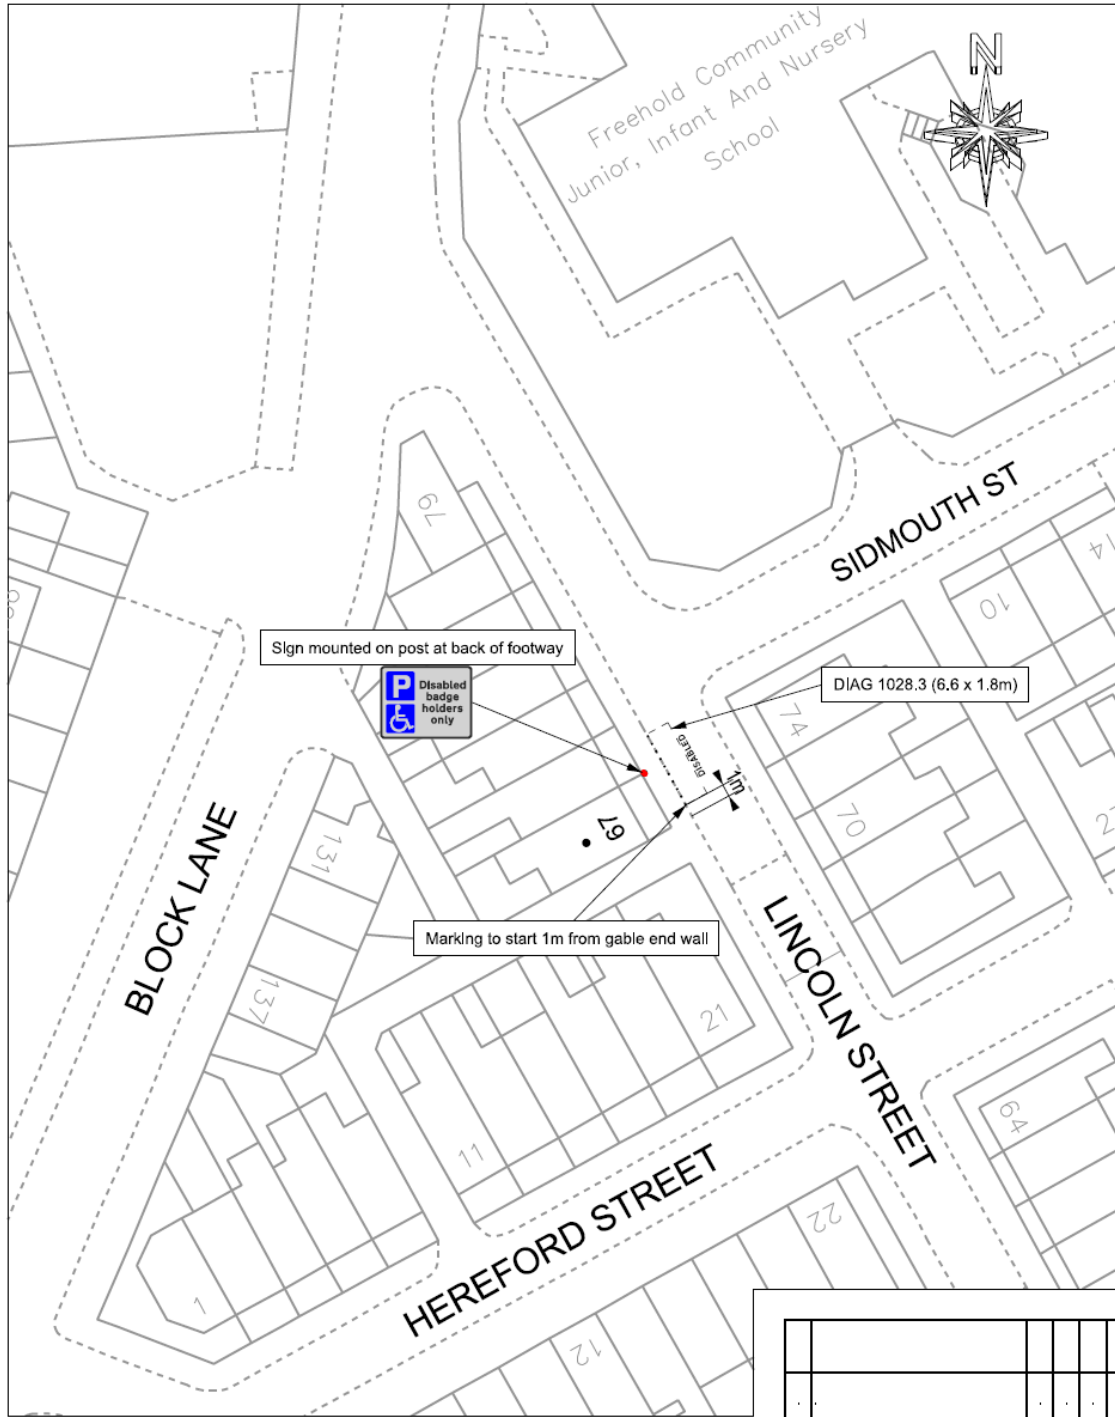 Freehold Community
Junior, Infant And Nursery
School
N
79
SIDMOUTH ST
14
10
Sign mounted on post at back of footway
P
Disabled
badge
holders
only
DIAG 1028.3 (6.6 x 1.8m)
74
DISABLED
1m
70
67
131
BLOCK LANE
Marking to start 1m from gable end wall
LINCOLN STREET
137
21
64
11
HEREFORD STREET
22
1
12